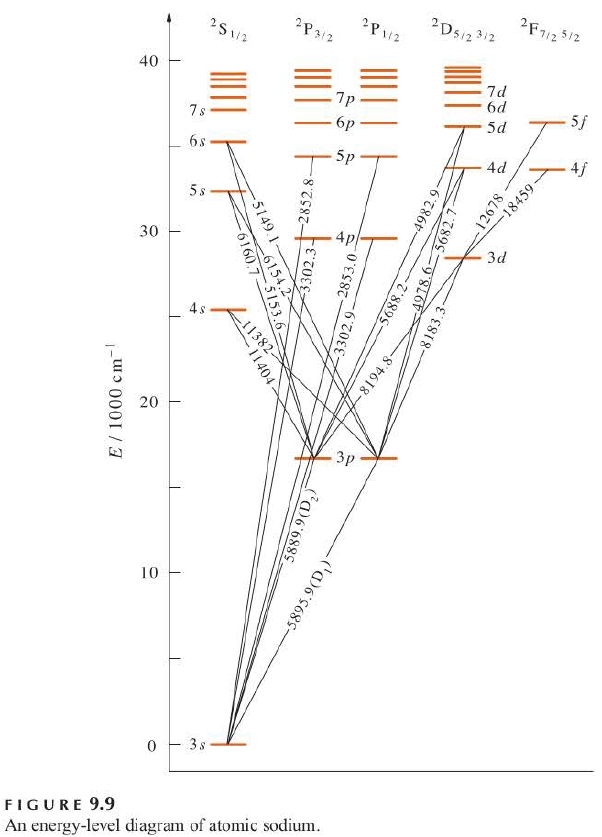 ²S₁/₂ ²P₃/₂ ²P₁/₂ ²D₅/₂ ₃/₂ ²F₇/₂ ₅/₂
40
7s 7p 7d
6d
6s 6p 5d 5f
5p 4d 4f
5s
30
4p 3d
4s
20
3p
10
0 3s
E / 1000 cm⁻¹
5149.1
6154.2
6160.7
5153.6
11382
11404
2852.8
3302.3
2853.0
3302.9
4982.9
5688.2
5682.7
4978.6
8194.8
8183.3
12678
18459
5889.9(D₂)
5895.9(D₁)
FIGURE 9.9
An energy-level diagram of atomic sodium.